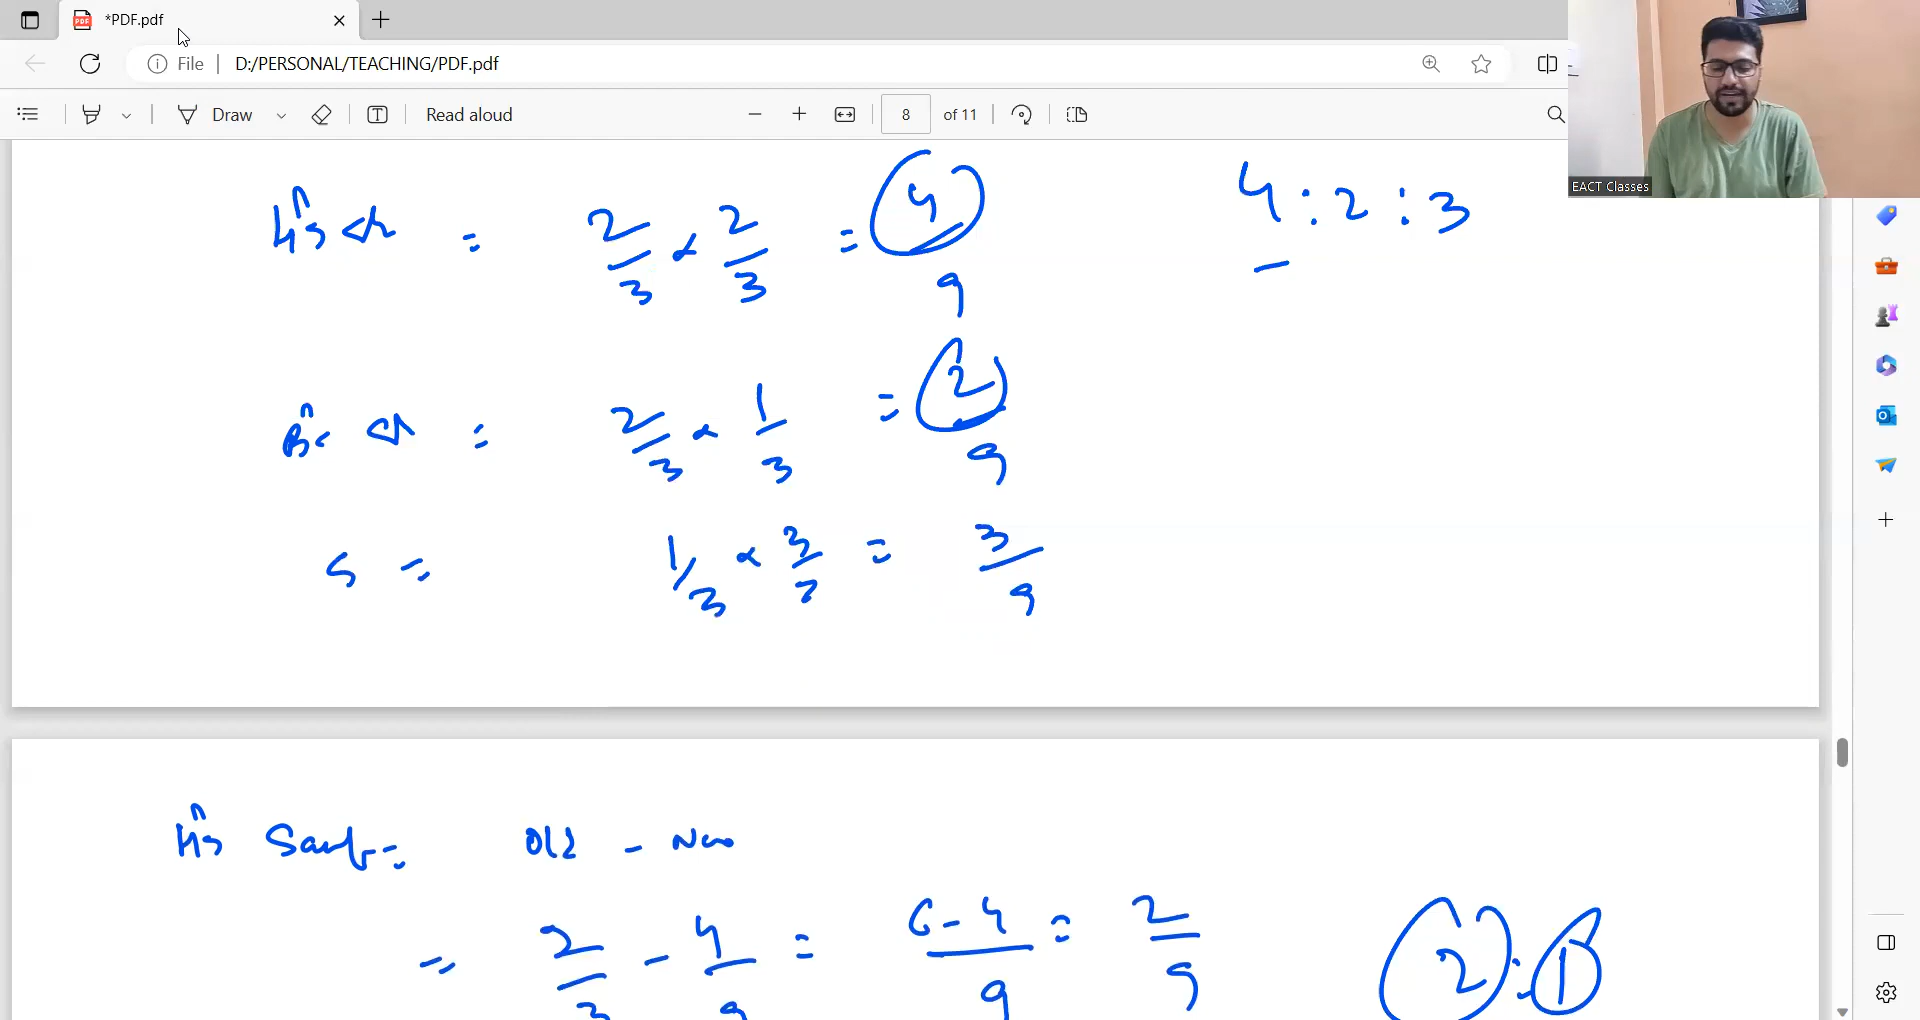 *PDF.pdf
File D:/PERSONAL/TEACHING/PDF.pdf
Draw Read aloud 8 of 11
EACT Classes
= 2/3 × 2/3 = 4/9
4 : 2 : 3
= 2/3 × 1/3 = 2/9
S = 1/3 × 3/3 = 3/9
Old - New
= 2/3 - 4/9 = 6-4/9 = 2/9
2 : 1